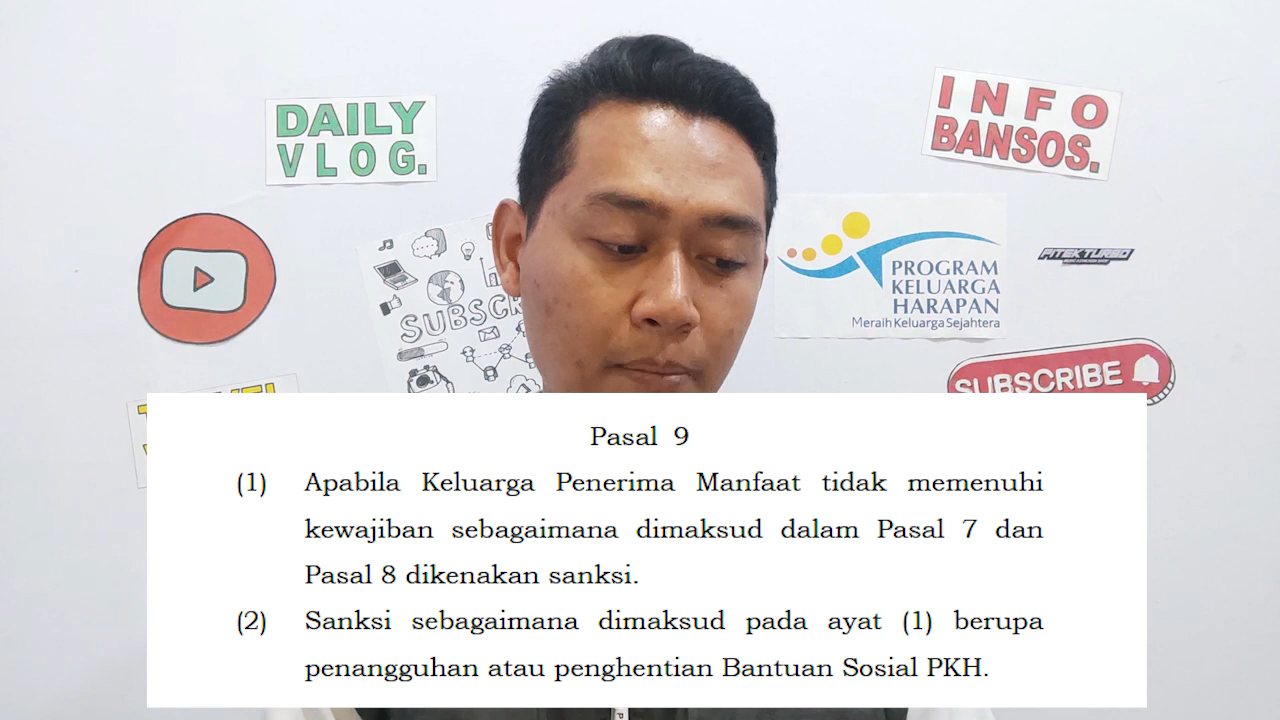 DAILY
VLOG.
INFO
BANSOS.
PROGRAM
KELUARGA
HARAPAN
Meraih Keluarga Sejahtera
PITEKTURBO
SUBSCRIBE
Pasal 9
(1) Apabila Keluarga Penerima Manfaat tidak memenuhi
kewajiban sebagaimana dimaksud dalam Pasal 7 dan
Pasal 8 dikenakan sanksi.
(2) Sanksi sebagaimana dimaksud pada ayat (1) berupa
penangguhan atau penghentian Bantuan Sosial PKH.